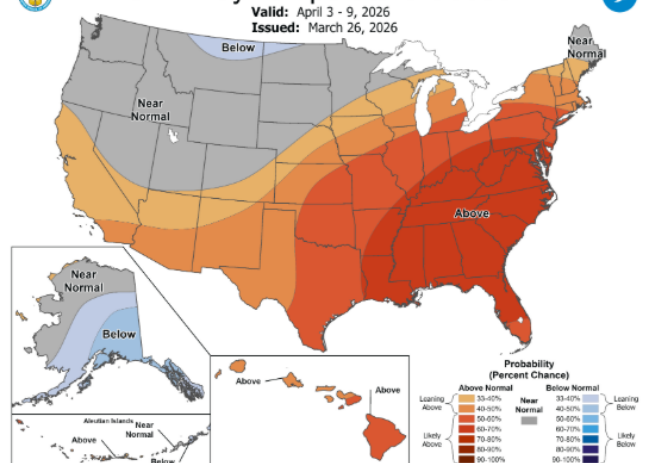 Valid: April 3 - 9, 2026
Issued: March 26, 2026
Below
Near
Normal
Near
Normal
Above
Near
Normal
Below
Above
Above
Aleutian Islands
Near
Normal
Above
Below
Probability
(Percent Chance)
Above Normal
Below Normal
Leaning
Above
33-40%
40-50%
50-60%
60-70%
70-80%
80-90%
90-100%
Likely
Above
Near
Normal
33-40%
40-50%
50-60%
60-70%
70-80%
80-90%
90-100%
Leaning
Below
Likely
Below